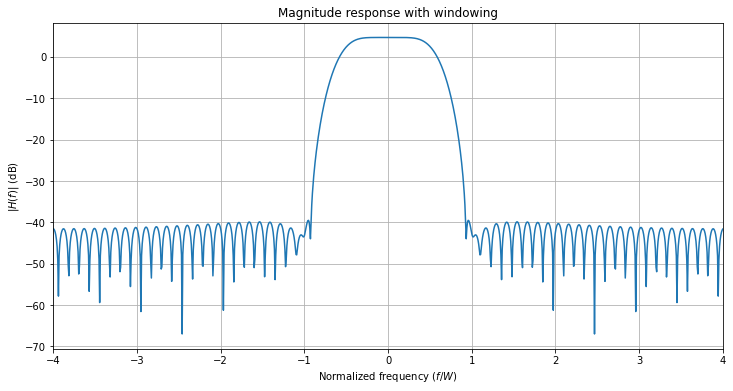 Magnitude response with windowing
|H(f)| (dB)
0
−10
−20
−30
−40
−50
−60
−70
−4 −3 −2 −1 0 1 2 3 4
Normalized frequency (f/W)